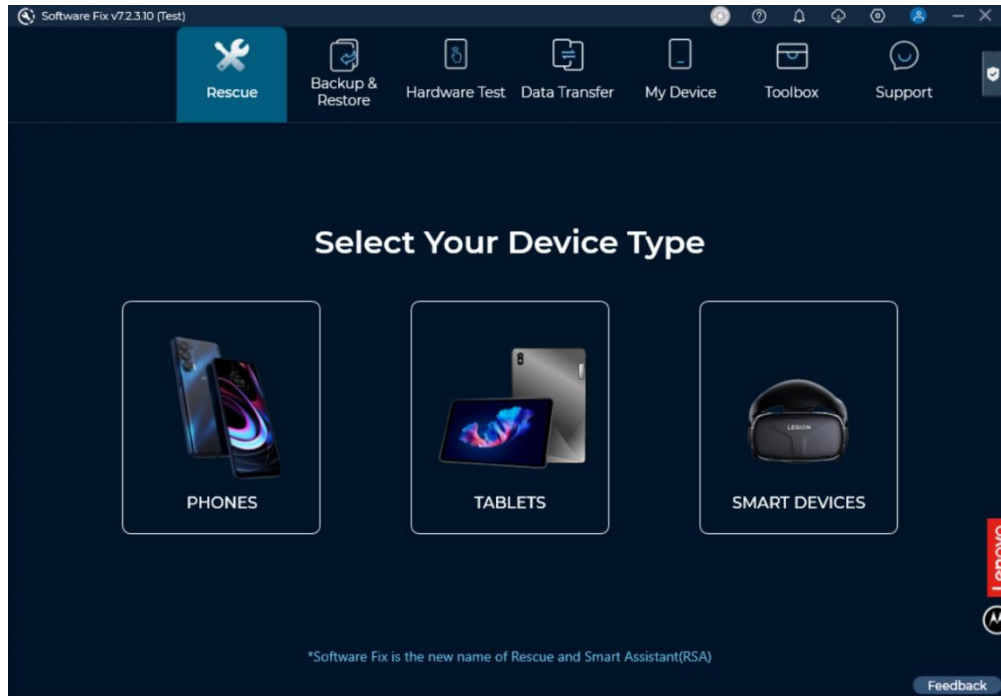 Software Fix v7.2.3.10 (Test)
Rescue
Backup &
Restore
Hardware Test
Data Transfer
My Device
Toolbox
Support
Select Your Device Type
LEGION
PHONES
TABLETS
SMART DEVICES
Lenovo
*Software Fix is the new name of Rescue and Smart Assistant(RSA)
Feedback